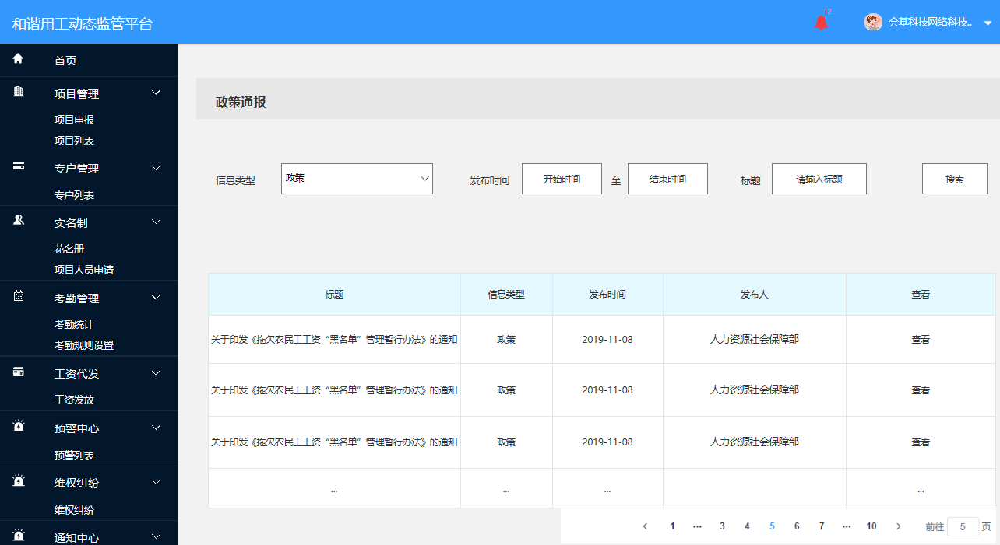 和谐用工动态监管平台
12
会基科技网络科技..
首页
项目管理
项目申报
项目列表
专户管理
专户列表
实名制
花名册
项目人员申请
考勤管理
考勤统计
考勤规则设置
工资代发
工资发放
预警中心
预警列表
维权纠纷
维权纠纷
通知中心
政策通报
信息类型 政策 发布时间 开始时间 至 结束时间 标题 请输入标题 搜索
标题 信息类型 发布时间 发布人 查看
关于印发《拖欠农民工工资“黑名单”管理暂行办法》的通知 政策 2019-11-08 人力资源社会保障部 查看
关于印发《拖欠农民工工资“黑名单”管理暂行办法》的通知 政策 2019-11-08 人力资源社会保障部 查看
关于印发《拖欠农民工工资“黑名单”管理暂行办法》的通知 政策 2019-11-08 人力资源社会保障部 查看
... ... ... ...
< 1 ... 3 4 5 6 7 ... 10 > 前往 5 页